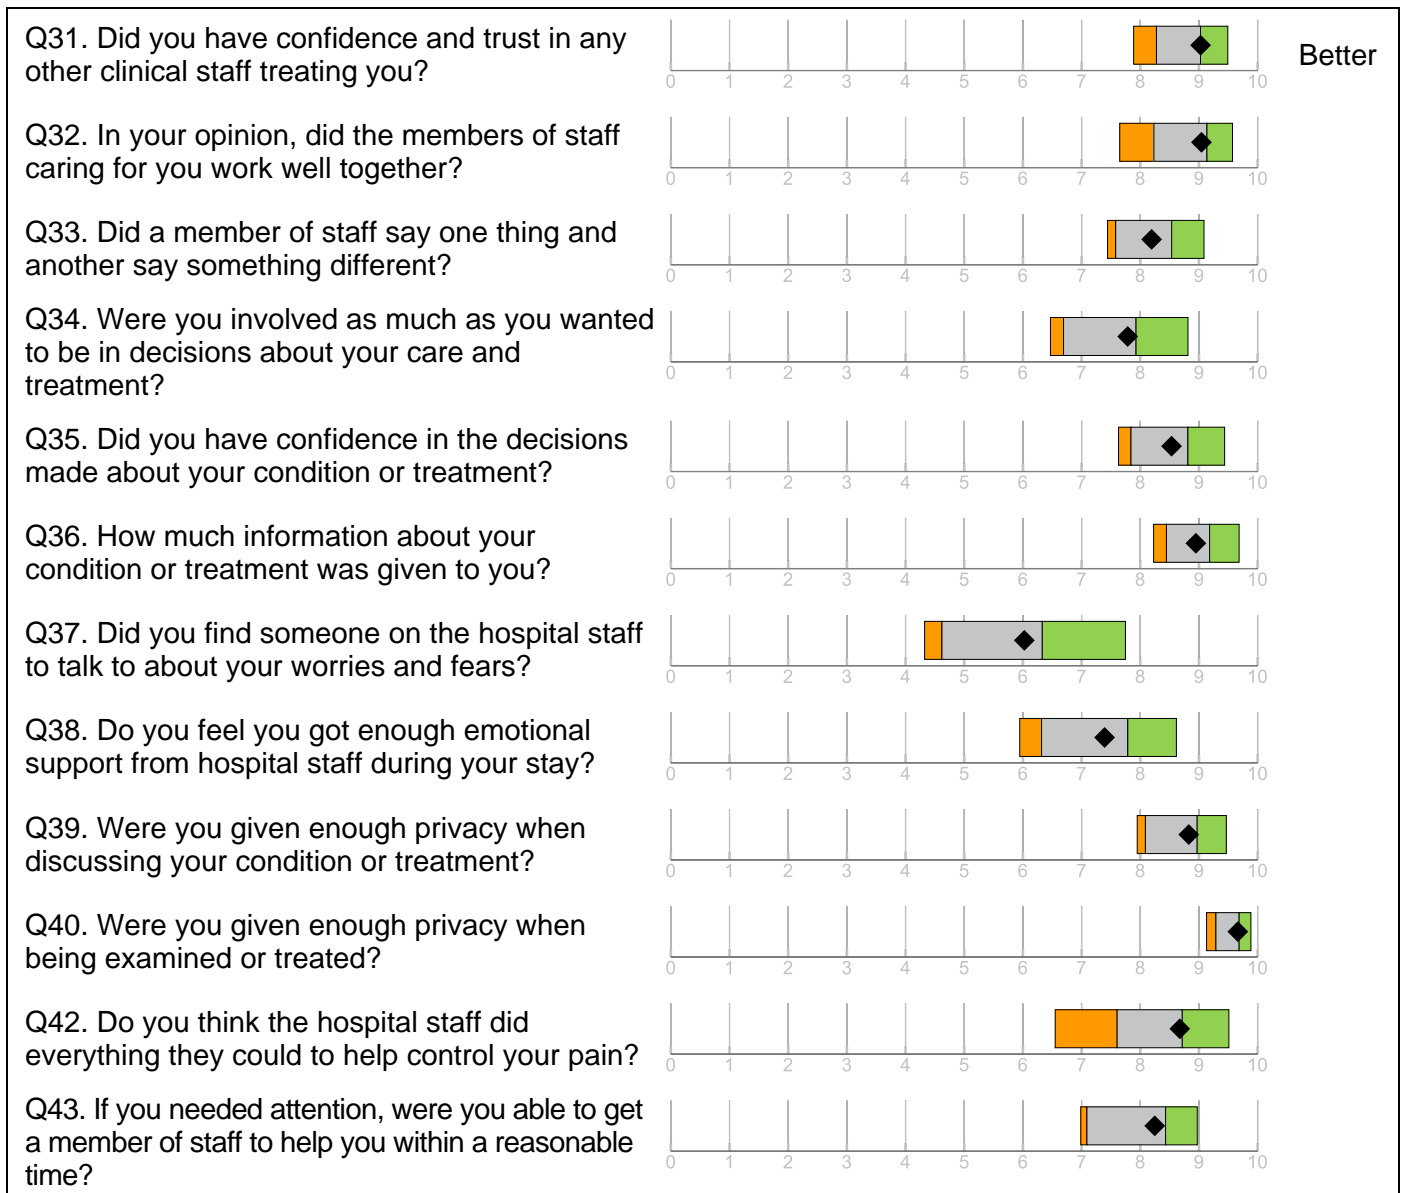 Q31. Did you have confidence and trust in any
other clinical staff treating you?
0 1 2 3 4 5 6 7 8 9 10
Better
Q32. In your opinion, did the members of staff
caring for you work well together?
0 1 2 3 4 5 6 7 8 9 10
Q33. Did a member of staff say one thing and
another say something different?
0 1 2 3 4 5 6 7 8 9 10
Q34. Were you involved as much as you wanted
to be in decisions about your care and
treatment?
0 1 2 3 4 5 6 7 8 9 10
Q35. Did you have confidence in the decisions
made about your condition or treatment?
0 1 2 3 4 5 6 7 8 9 10
Q36. How much information about your
condition or treatment was given to you?
0 1 2 3 4 5 6 7 8 9 10
Q37. Did you find someone on the hospital staff
to talk to about your worries and fears?
0 1 2 3 4 5 6 7 8 9 10
Q38. Do you feel you got enough emotional
support from hospital staff during your stay?
0 1 2 3 4 5 6 7 8 9 10
Q39. Were you given enough privacy when
discussing your condition or treatment?
0 1 2 3 4 5 6 7 8 9 10
Q40. Were you given enough privacy when
being examined or treated?
0 1 2 3 4 5 6 7 8 9 10
Q42. Do you think the hospital staff did
everything they could to help control your pain?
0 1 2 3 4 5 6 7 8 9 10
Q43. If you needed attention, were you able to get
a member of staff to help you within a reasonable
time?
0 1 2 3 4 5 6 7 8 9 10